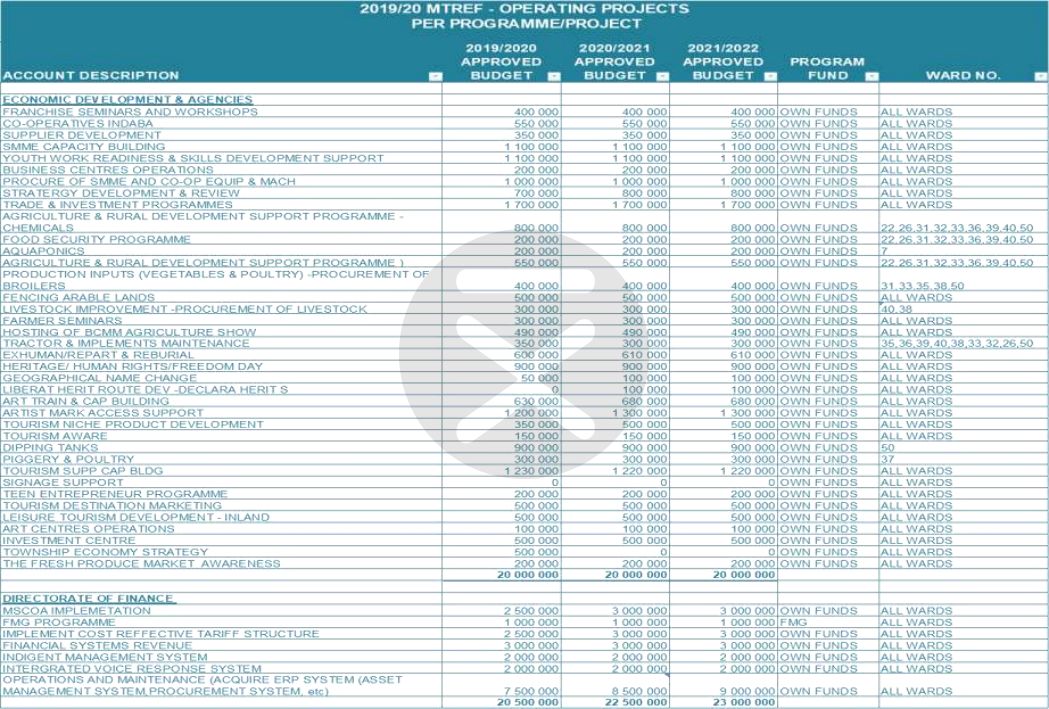 2019/20 MTREF - OPERATING PROJECTS
PER PROGRAMME/PROJECT
ACCOUNT DESCRIPTION 2019/2020 APPROVED BUDGET 2020/2021 APPROVED BUDGET 2021/2022 APPROVED BUDGET PROGRAM FUND WARD NO.
ECONOMIC DEVELOPMENT & AGENCIES
FRANCHISE SEMINARS AND WORKSHOPS 400 000 400 000 400 000 OWN FUNDS ALL WARDS
CO-OPERATIVES INDABA 550 000 550 000 550 000 OWN FUNDS ALL WARDS
SUPPLIER DEVELOPMENT 350 000 350 000 350 000 OWN FUNDS ALL WARDS
SMME CAPACITY BUILDING 1 100 000 1 100 000 1 100 000 OWN FUNDS ALL WARDS
YOUTH WORK READINESS & SKILLS DEVELOPMENT SUPPORT 1 100 000 1 100 000 1 100 000 OWN FUNDS ALL WARDS
BUSINESS CENTRES OPERATIONS 200 000 200 000 200 000 OWN FUNDS ALL WARDS
PROCURE OF SMME AND CO-OP EQUIP & MACH 1 000 000 1 000 000 1 000 000 OWN FUNDS ALL WARDS
STRATERGY DEVELOPMENT & REVIEW 700 000 800 000 800 000 OWN FUNDS ALL WARDS
TRADE & INVESTMENT PROGRAMMES 1 700 000 1 700 000 1 700 000 OWN FUNDS ALL WARDS
AGRICULTURE & RURAL DEVELOPMENT SUPPORT PROGRAMME -
CHEMICALS 800 000 800 000 800 000 OWN FUNDS 22,26,31,32,33,36,39,40,50
FOOD SECURITY PROGRAMME 200 000 200 000 200 000 OWN FUNDS 22,26,31,32,33,36,39,40,50
AQUAPONICS 200 000 200 000 200 000 OWN FUNDS 7
AGRICULTURE & RURAL DEVELOPMENT SUPPORT PROGRAMME ) 550 000 550 000 550 000 OWN FUNDS 22,26,31,32,33,36,39,40,50
PRODUCTION INPUTS (VEGETABLES & POULTRY) -PROCUREMENT OF
BROILERS 400 000 400 000 400 000 OWN FUNDS 31,33,35,38,50
FENCING ARABLE LANDS 500 000 500 000 500 000 OWN FUNDS ALL WARDS
LIVESTOCK IMPROVEMENT -PROCUREMENT OF LIVESTOCK 300 000 300 000 300 000 OWN FUNDS 40,38
FARMER SEMINARS 300 000 300 000 300 000 OWN FUNDS ALL WARDS
HOSTING OF BCMM AGRICULTURE SHOW 490 000 490 000 490 000 OWN FUNDS ALL WARDS
TRACTOR & IMPLEMENTS MAINTENANCE 350 000 300 000 300 000 OWN FUNDS 35,36,39,40,38,33,32,26,50
EXHUMAN/REPART & REBURIAL 600 000 610 000 610 000 OWN FUNDS ALL WARDS
HERITAGE/ HUMAN RIGHTS/FREEDOM DAY 900 000 900 000 900 000 OWN FUNDS ALL WARDS
GEOGRAPHICAL NAME CHANGE 50 000 100 000 100 000 OWN FUNDS ALL WARDS
LIBERAT HERIT ROUTE DEV -DECLARA HERIT S 0 100 000 100 000 OWN FUNDS ALL WARDS
ART TRAIN & CAP BUILDING 630 000 680 000 680 000 OWN FUNDS ALL WARDS
ARTIST MARK ACCESS SUPPORT 1 200 000 1 300 000 1 300 000 OWN FUNDS ALL WARDS
TOURISM NICHE PRODUCT DEVELOPMENT 350 000 500 000 500 000 OWN FUNDS ALL WARDS
TOURISM AWARE 150 000 150 000 150 000 OWN FUNDS ALL WARDS
DIPPING TANKS 900 000 900 000 900 000 OWN FUNDS 50
PIGGERY & POULTRY 300 000 300 000 300 000 OWN FUNDS 37
TOURISM SUPP CAP BLDG 1 230 000 1 220 000 1 220 000 OWN FUNDS ALL WARDS
SIGNAGE SUPPORT 0 0 0 OWN FUNDS ALL WARDS
TEEN ENTREPRENEUR PROGRAMME 200 000 200 000 200 000 OWN FUNDS ALL WARDS
TOURISM DESTINATION MARKETING 500 000 500 000 500 000 OWN FUNDS ALL WARDS
LEISURE TOURISM DEVELOPMENT - INLAND 500 000 500 000 500 000 OWN FUNDS ALL WARDS
ART CENTRES OPERATIONS 100 000 100 000 100 000 OWN FUNDS ALL WARDS
INVESTMENT CENTRE 500 000 500 000 500 000 OWN FUNDS ALL WARDS
TOWNSHIP ECONOMY STRATEGY 500 000 0 0 OWN FUNDS ALL WARDS
THE FRESH PRODUCE MARKET AWARENESS 200 000 200 000 200 000 OWN FUNDS ALL WARDS
20 000 000 20 000 000 20 000 000
DIRECTORATE OF FINANCE
MSCOA IMPLEMETATION 2 500 000 3 000 000 3 000 000 OWN FUNDS ALL WARDS
FMG PROGRAMME 1 000 000 1 000 000 1 000 000 FMG ALL WARDS
IMPLEMENT COST REFFECTIVE TARIFF STRUCTURE 2 500 000 3 000 000 3 000 000 OWN FUNDS ALL WARDS
FINANCIAL SYSTEMS REVENUE 3 000 000 3 000 000 3 000 000 OWN FUNDS ALL WARDS
INDIGENT MANAGEMENT SYSTEM 2 000 000 2 000 000 2 000 000 OWN FUNDS ALL WARDS
INTERGRATED VOICE RESPONSE SYSTEM 2 000 000 2 000 000 2 000 000 OWN FUNDS ALL WARDS
OPERATIONS AND MAINTENANCE (ACQUIRE ERP SYSTEM (ASSET
MANAGEMENT SYSTEM,PROCUREMENT SYSTEM, etc) 7 500 000 8 500 000 9 000 000 OWN FUNDS ALL WARDS
20 500 000 22 500 000 23 000 000